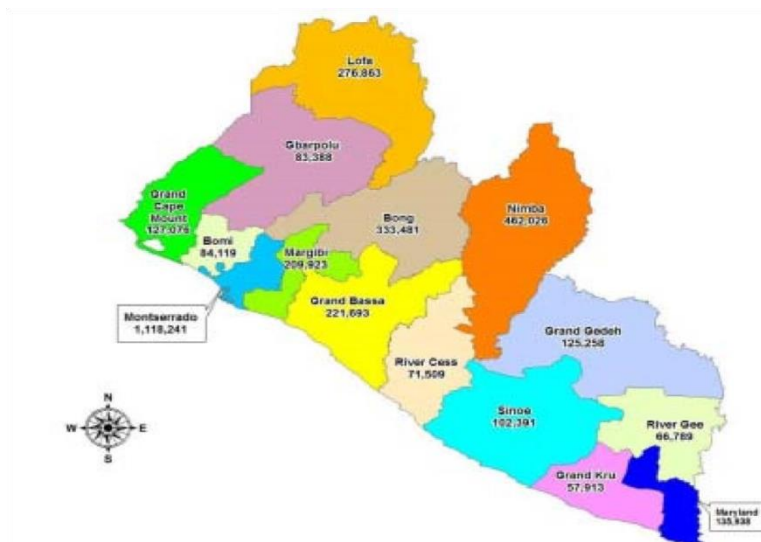 Lofa
276,863
Gbarpolu
83,388
Grand
Cape
Mount
127,076
Bomi
84,119
Margibi
209,923
Bong
333,481
Nimba
462,026
Montserrado
1,118,241
Grand Bassa
221,693
River Cess
71,509
Grand Gedeh
125,258
Sinoe
102,391
River Gee
66,789
Grand Kru
57,913
Maryland
135,938
N
W
E
S